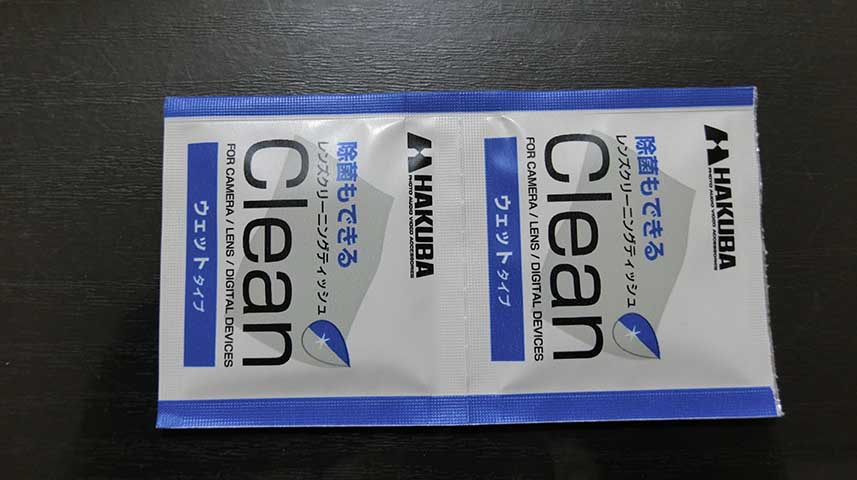 HAKUBA
PHOTO AUDIO VIDEO ACCESSORIES
除菌もできる
レンズクリーニングティッシュ
Clean
FOR CAMERA / LENS / DIGITAL DEVICES
ウェットタイプ
HAKUBA
PHOTO AUDIO VIDEO ACCESSORIES
除菌もできる
レンズクリーニングティッシュ
Clean
FOR CAMERA / LENS / DIGITAL DEVICES
ウェットタイプ